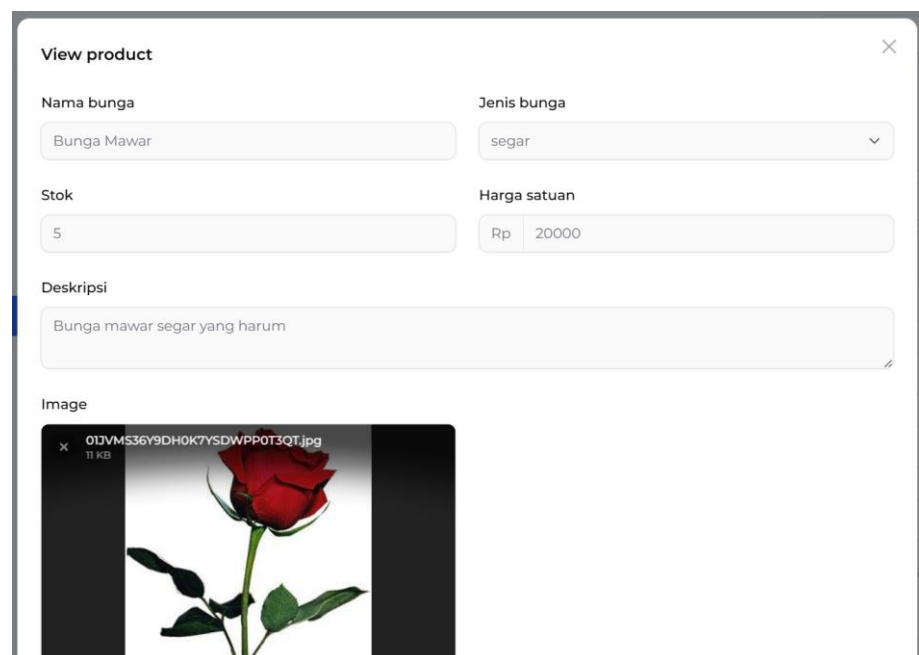 View product
Nama bunga
Jenis bunga
Bunga Mawar
segar
Stok
Harga satuan
5
Rp 20000
Deskripsi
Bunga mawar segar yang harum
Image
01JVMS36Y9DH0K7YSDWPP0T3QT.jpg
11 KB